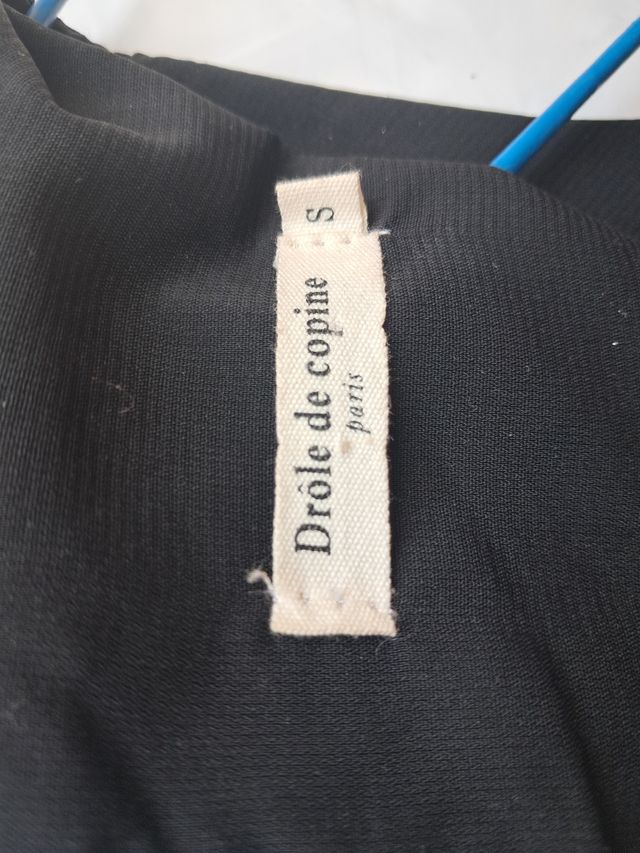 Drôle de copine
paris
S